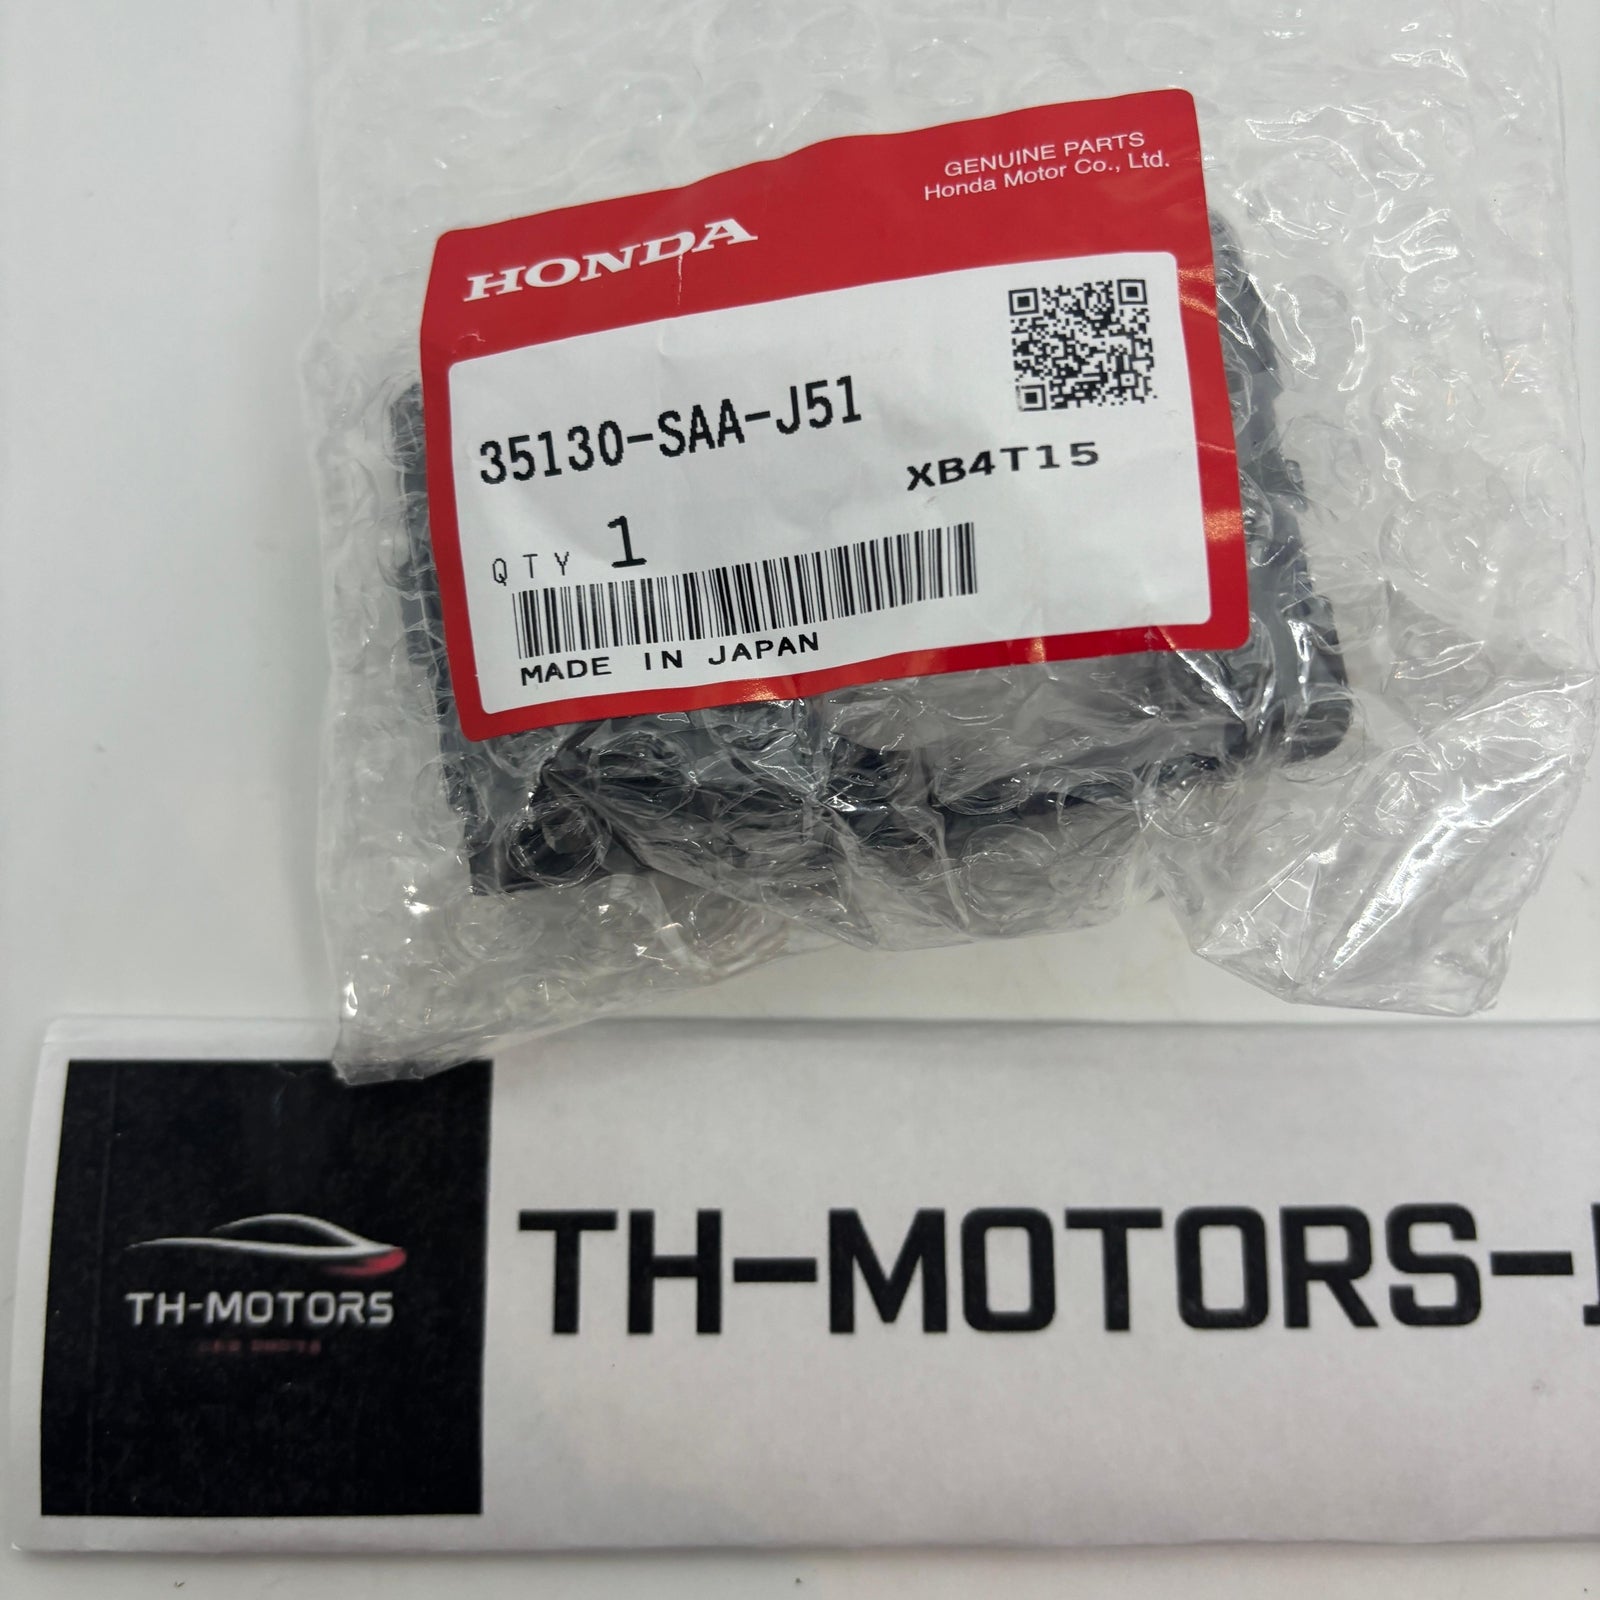 GENUINE PARTS
Honda Motor Co., Ltd.
HONDA
35130-SAA-J51
XB4T15
QTY 1
MADE IN JAPAN
TH-MOTORS
TH-MOTORS-